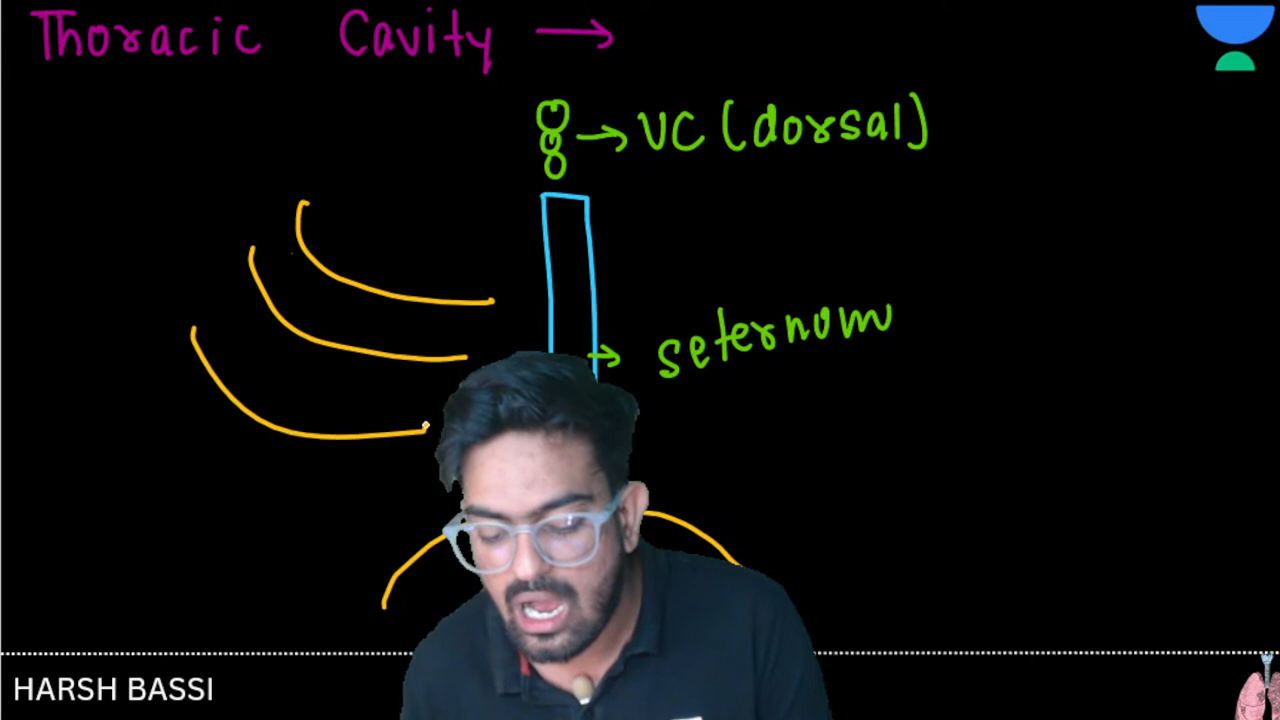 Thoracic Cavity →
→ VC (dorsal)
→ seternum
HARSH BASSI